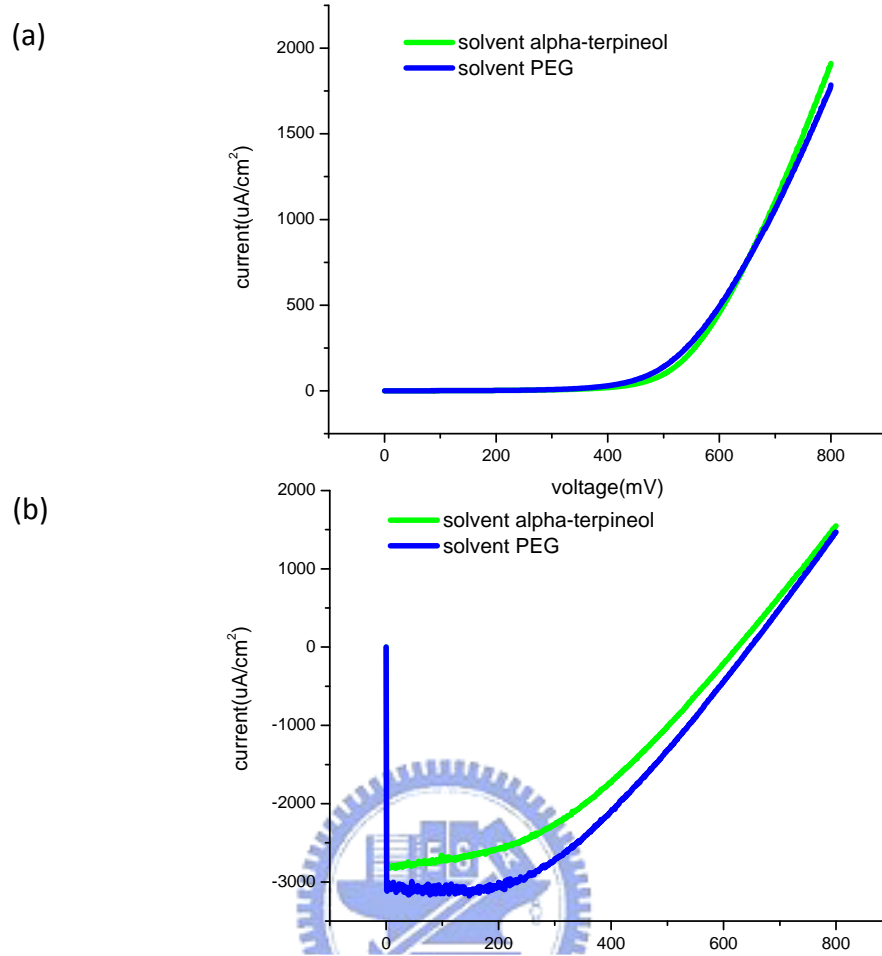 (a)
solvent alpha-terpineol
solvent PEG
2000
1500
1000
500
0
current(uA/cm²)
0 200 400 600 800
voltage(mV)
(b)
solvent alpha-terpineol
solvent PEG
2000
1000
0
-1000
-2000
-3000
current(uA/cm²)
0 200 400 600 800